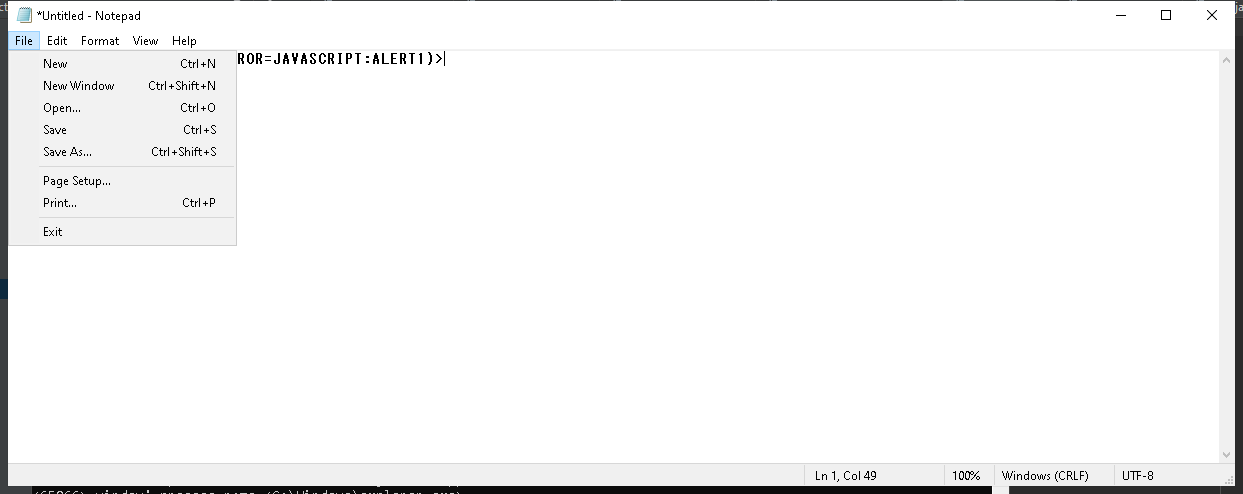 *Untitled - Notepad
File Edit Format View Help
ROR=JAVASCRIPT:ALERT1)>
New Ctrl+N
New Window Ctrl+Shift+N
Open... Ctrl+O
Save Ctrl+S
Save As... Ctrl+Shift+S
Page Setup...
Print... Ctrl+P
Exit
Ln 1, Col 49 100% Windows (CRLF) UTF-8